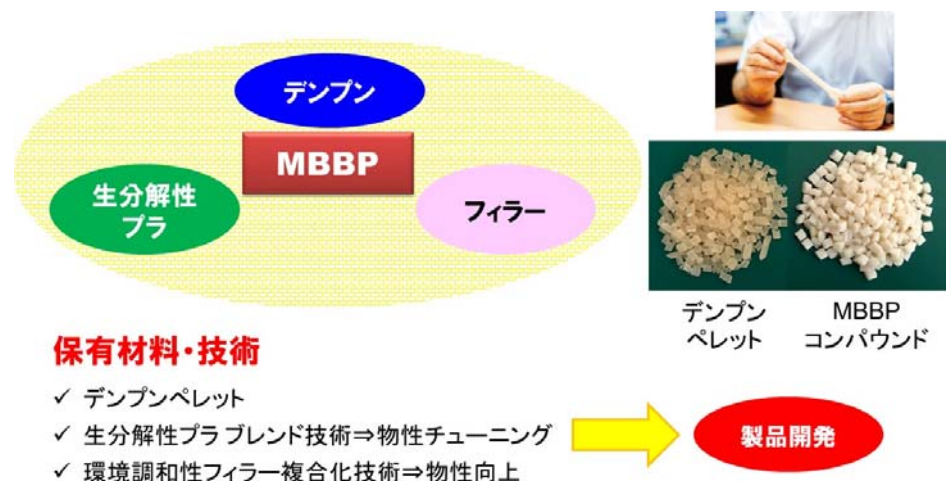 デンプン
MBBP
生分解性
プラ
フィラー
デンプン
ペレット
MBBP
コンパウンド
保有材料・技術
✓ デンプンペレット
✓ 生分解性プラ ブレンド技術⇒物性チューニング
✓ 環境調和性フィラー複合化技術⇒物性向上
製品開発